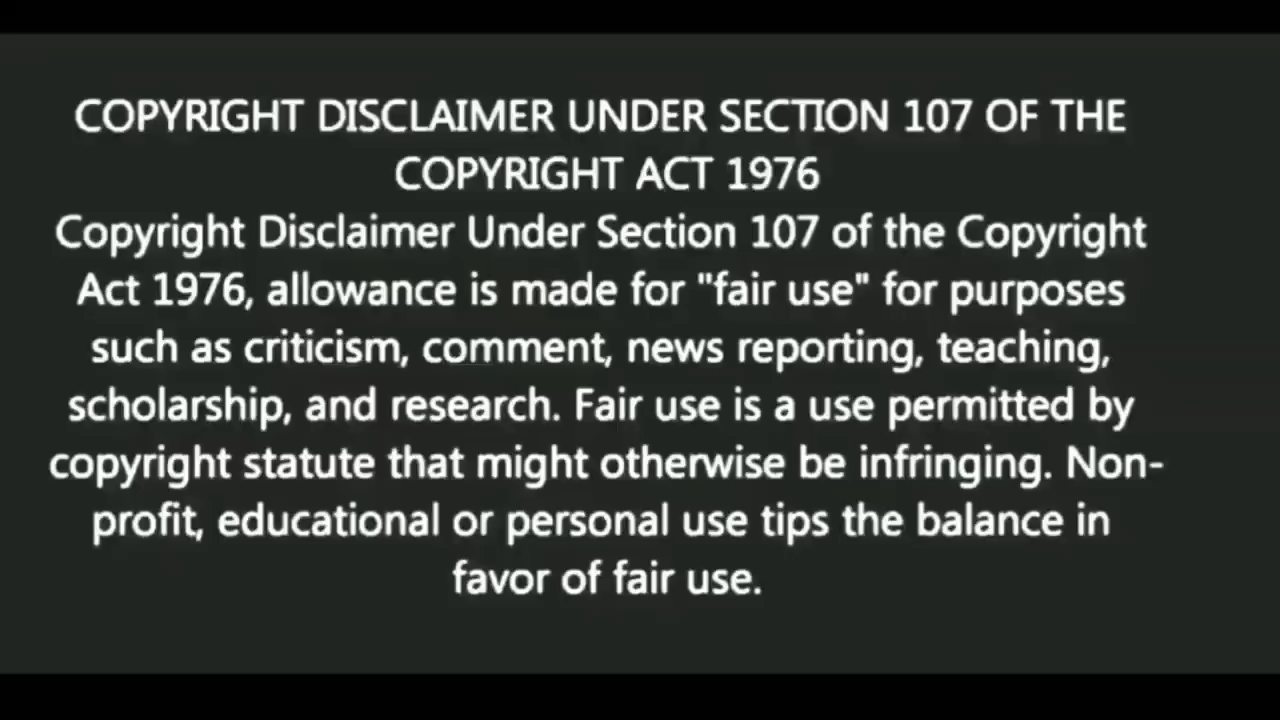 COPYRIGHT DISCLAIMER UNDER SECTION 107 OF THE
COPYRIGHT ACT 1976
Copyright Disclaimer Under Section 107 of the Copyright
Act 1976, allowance is made for "fair use" for purposes
such as criticism, comment, news reporting, teaching,
scholarship, and research. Fair use is a use permitted by
copyright statute that might otherwise be infringing. Non-
profit, educational or personal use tips the balance in
favor of fair use.